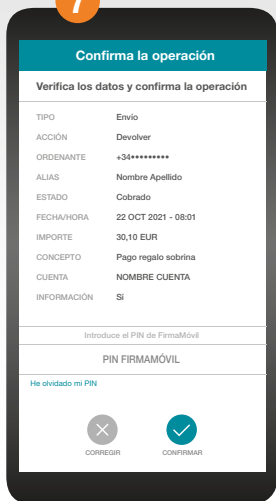 7
Confirma la operación
Verifica los datos y confirma la operación
TIPO Envío
ACCIÓN Devolver
ORDENANTE +34•••••••••
ALIAS Nombre Apellido
ESTADO Cobrado
FECHA/HORA 22 OCT 2021 - 08:01
IMPORTE 30,10 EUR
CONCEPTO Pago regalo sobrina
CUENTA NOMBRE CUENTA
INFORMACIÓN Sí
Introduce el PIN de FirmaMóvil
PIN FIRMAMÓVIL
He olvidado mi PIN
CORREGIR CONFIRMAR